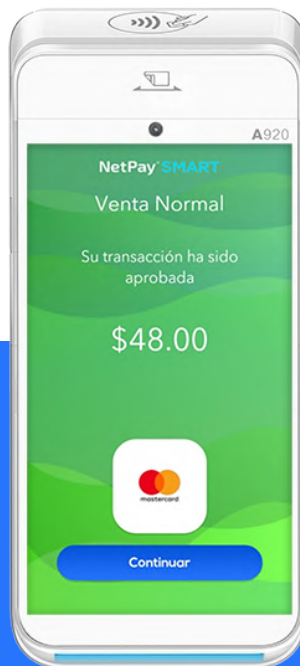 A920
NetPay SMART
Venta Normal
Su transacción ha sido
aprobada
$48.00
mastercard
Continuar